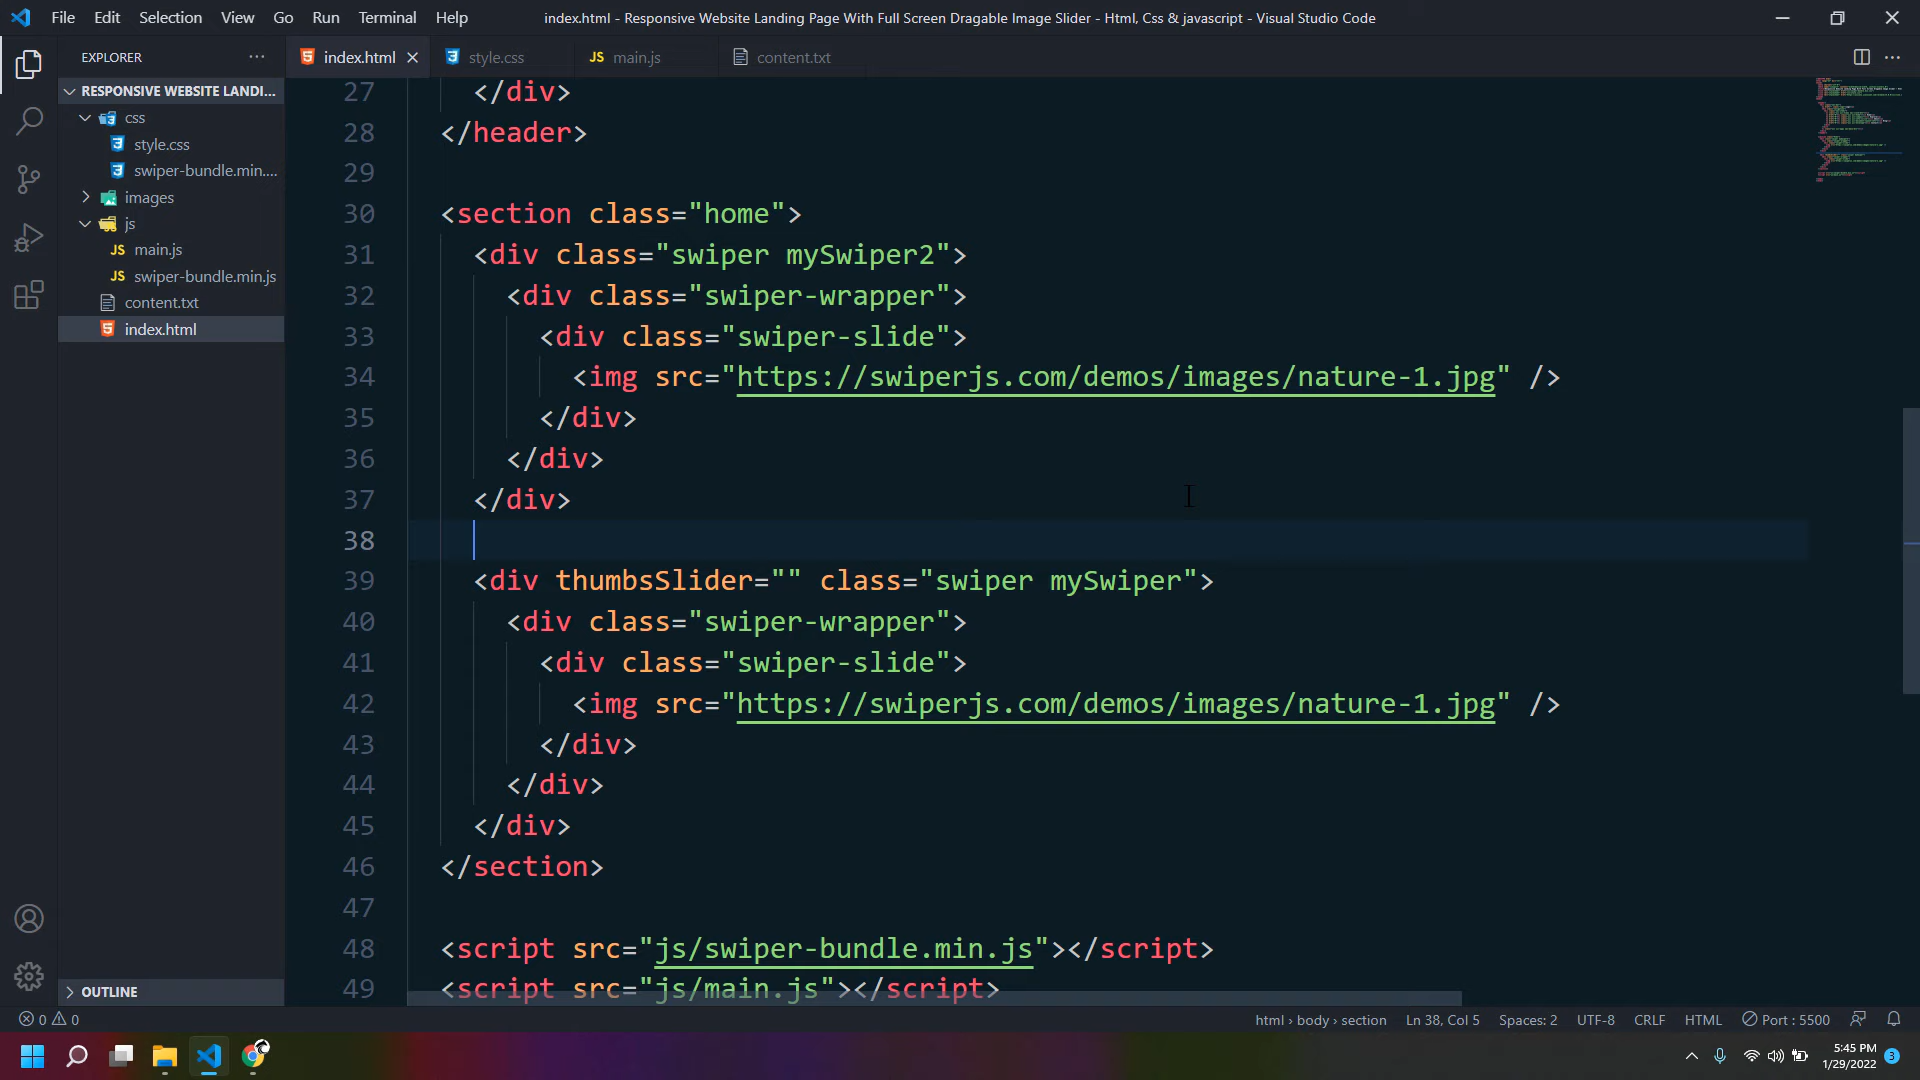 File Edit Selection View Go Run Terminal Help
index.html - Responsive Website Landing Page With Full Screen Dragable Image Slider - Html, Css & javascript - Visual Studio Code
EXPLORER
index.html
style.css
JS main.js
content.txt
RESPONSIVE WEBSITE LANDI...
css
style.css
swiper-bundle.min....
images
js
JS main.js
JS swiper-bundle.min.js
content.txt
index.html
OUTLINE
27 </div>
28 </header>
29
30 <section class="home">
31 <div class="swiper mySwiper2">
32 <div class="swiper-wrapper">
33 <div class="swiper-slide">
34 <img src="https://swiperjs.com/demos/images/nature-1.jpg" />
35 </div>
36 </div>
37 </div>
38
39 <div thumbsSlider="" class="swiper mySwiper">
40 <div class="swiper-wrapper">
41 <div class="swiper-slide">
42 <img src="https://swiperjs.com/demos/images/nature-1.jpg" />
43 </div>
44 </div>
45 </div>
46 </section>
47
48 <script src="js/swiper-bundle.min.js"></script>
49 <script src="js/main.js"></script>
0 0
html › body › section Ln 38, Col 5 Spaces: 2 UTF-8 CRLF HTML Port : 5500
5:45 PM
1/29/2022 3